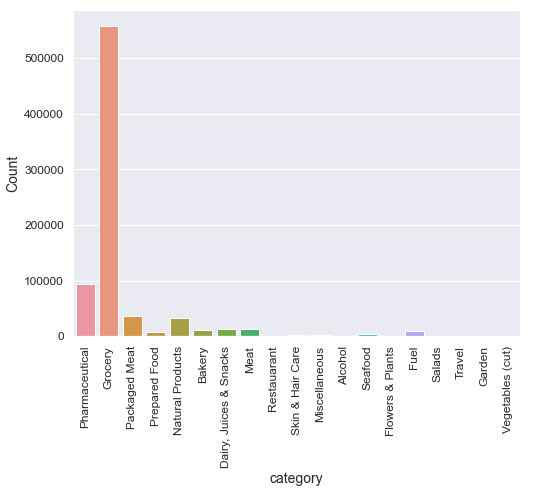 500000
400000
300000
200000
100000
0
Count
Pharmaceutical
Grocery
Packaged Meat
Prepared Food
Natural Products
Bakery
Dairy, Juices & Snacks
Meat
Restauarant
Skin & Hair Care
Miscellaneous
Alcohol
Seafood
Flowers & Plants
Fuel
Salads
Travel
Garden
Vegetables (cut)
category